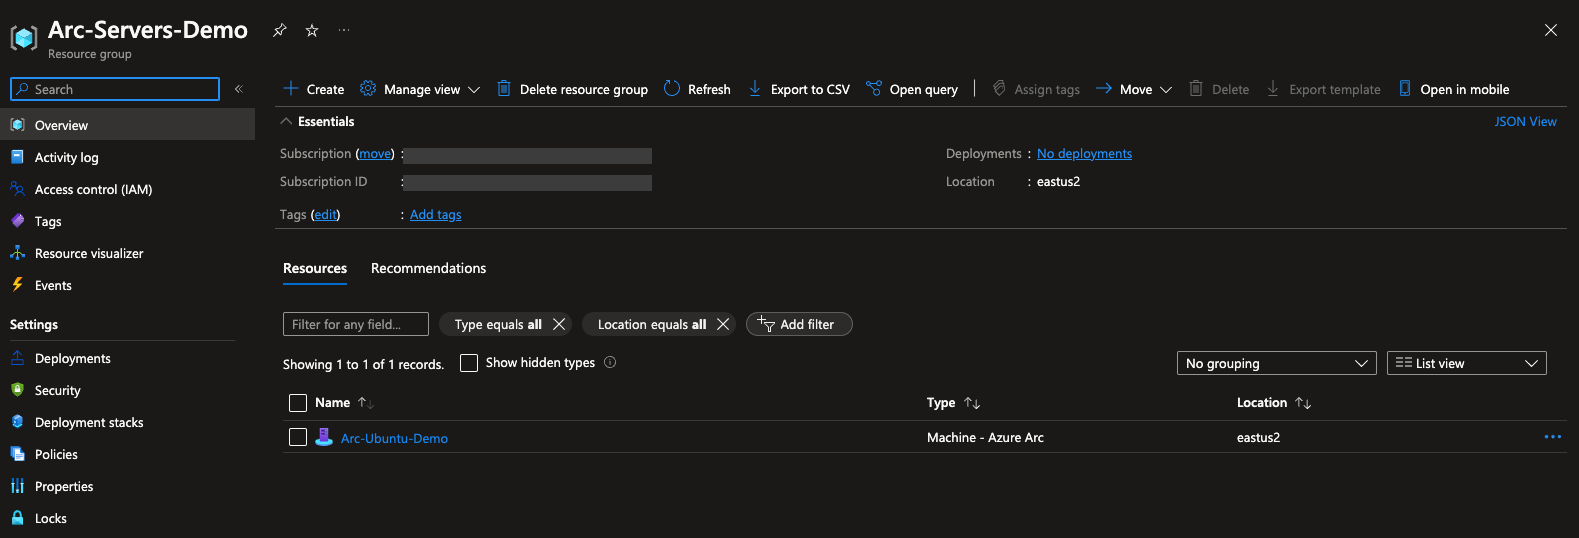 Arc-Servers-Demo
Resource group
Search
Overview
Activity log
Access control (IAM)
Tags
Resource visualizer
Events
Settings
Deployments
Security
Deployment stacks
Policies
Properties
Locks
Create Manage view Delete resource group Refresh Export to CSV Open query Assign tags Move Delete Export template Open in mobile
Essentials JSON View
Subscription (move) : Deployments : No deployments
Subscription ID : Location : eastus2
Tags (edit) : Add tags
Resources Recommendations
Filter for any field... Type equals all Location equals all Add filter
Showing 1 to 1 of 1 records. Show hidden types No grouping List view
Name Type Location
Arc-Ubuntu-Demo Machine - Azure Arc eastus2